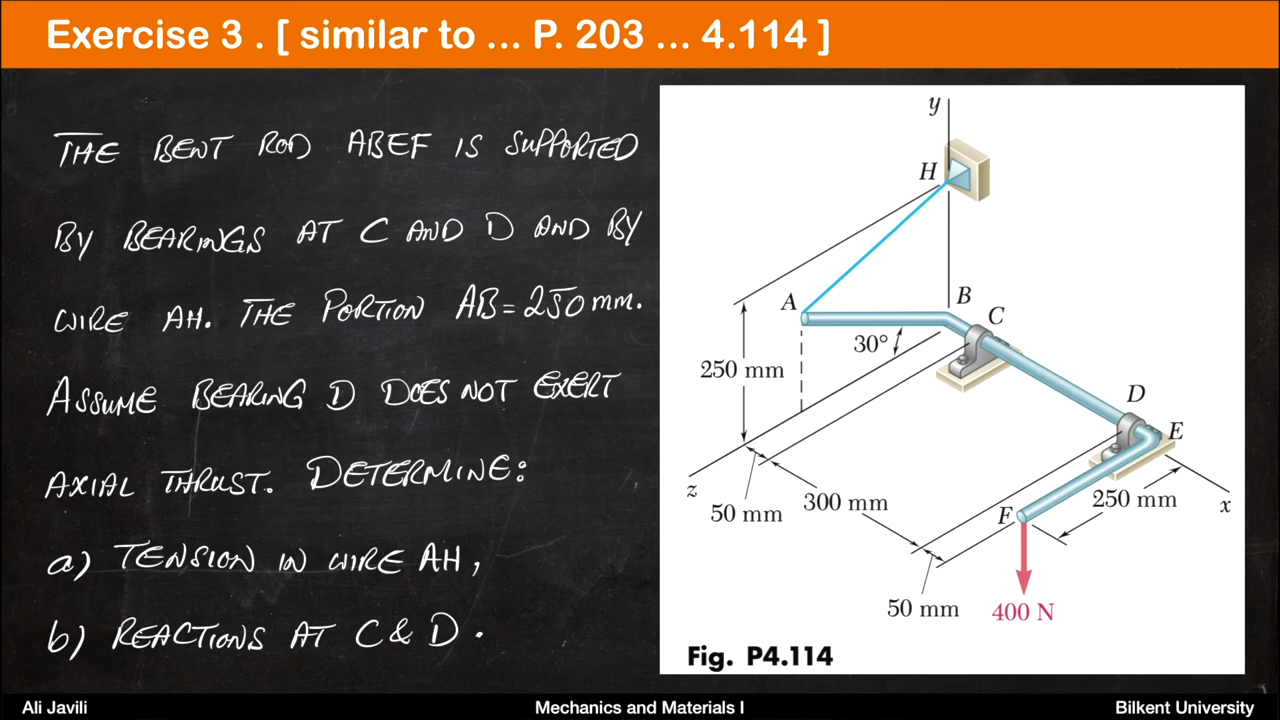 Exercise 3 . [ similar to ... P. 203 ... 4.114 ]
THE BENT ROD ABEF IS SUPPORTED
BY BEARINGS AT C AND D AND BY
WIRE AH. THE PORTION AB = 250 mm.
ASSUME BEARING D DOES NOT EXERT
AXIAL THRUST. DETERMINE:
a) TENSION IN WIRE AH,
b) REACTIONS AT C & D.
y
H
A
B
C
30°
250 mm
D
E
z
50 mm
300 mm
250 mm
x
F
50 mm
400 N
Fig. P4.114
Ali Javili
Mechanics and Materials I
Bilkent University